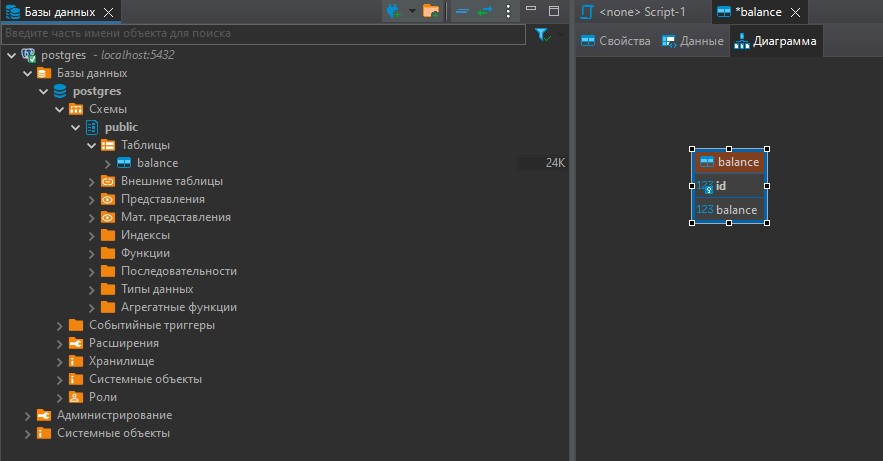 Базы данных
Введите часть имени объекта для поиска
postgres - localhost:5432
Базы данных
postgres
Схемы
public
Таблицы
balance 24K
Внешние таблицы
Представления
Мат. представления
Индексы
Функции
Последовательности
Типы данных
Агрегатные функции
Событийные триггеры
Расширения
Хранилище
Системные объекты
Роли
Администрирование
Системные объекты
<none> Script-1 *balance
Свойства Данные Диаграмма
balance
123 id
123 balance